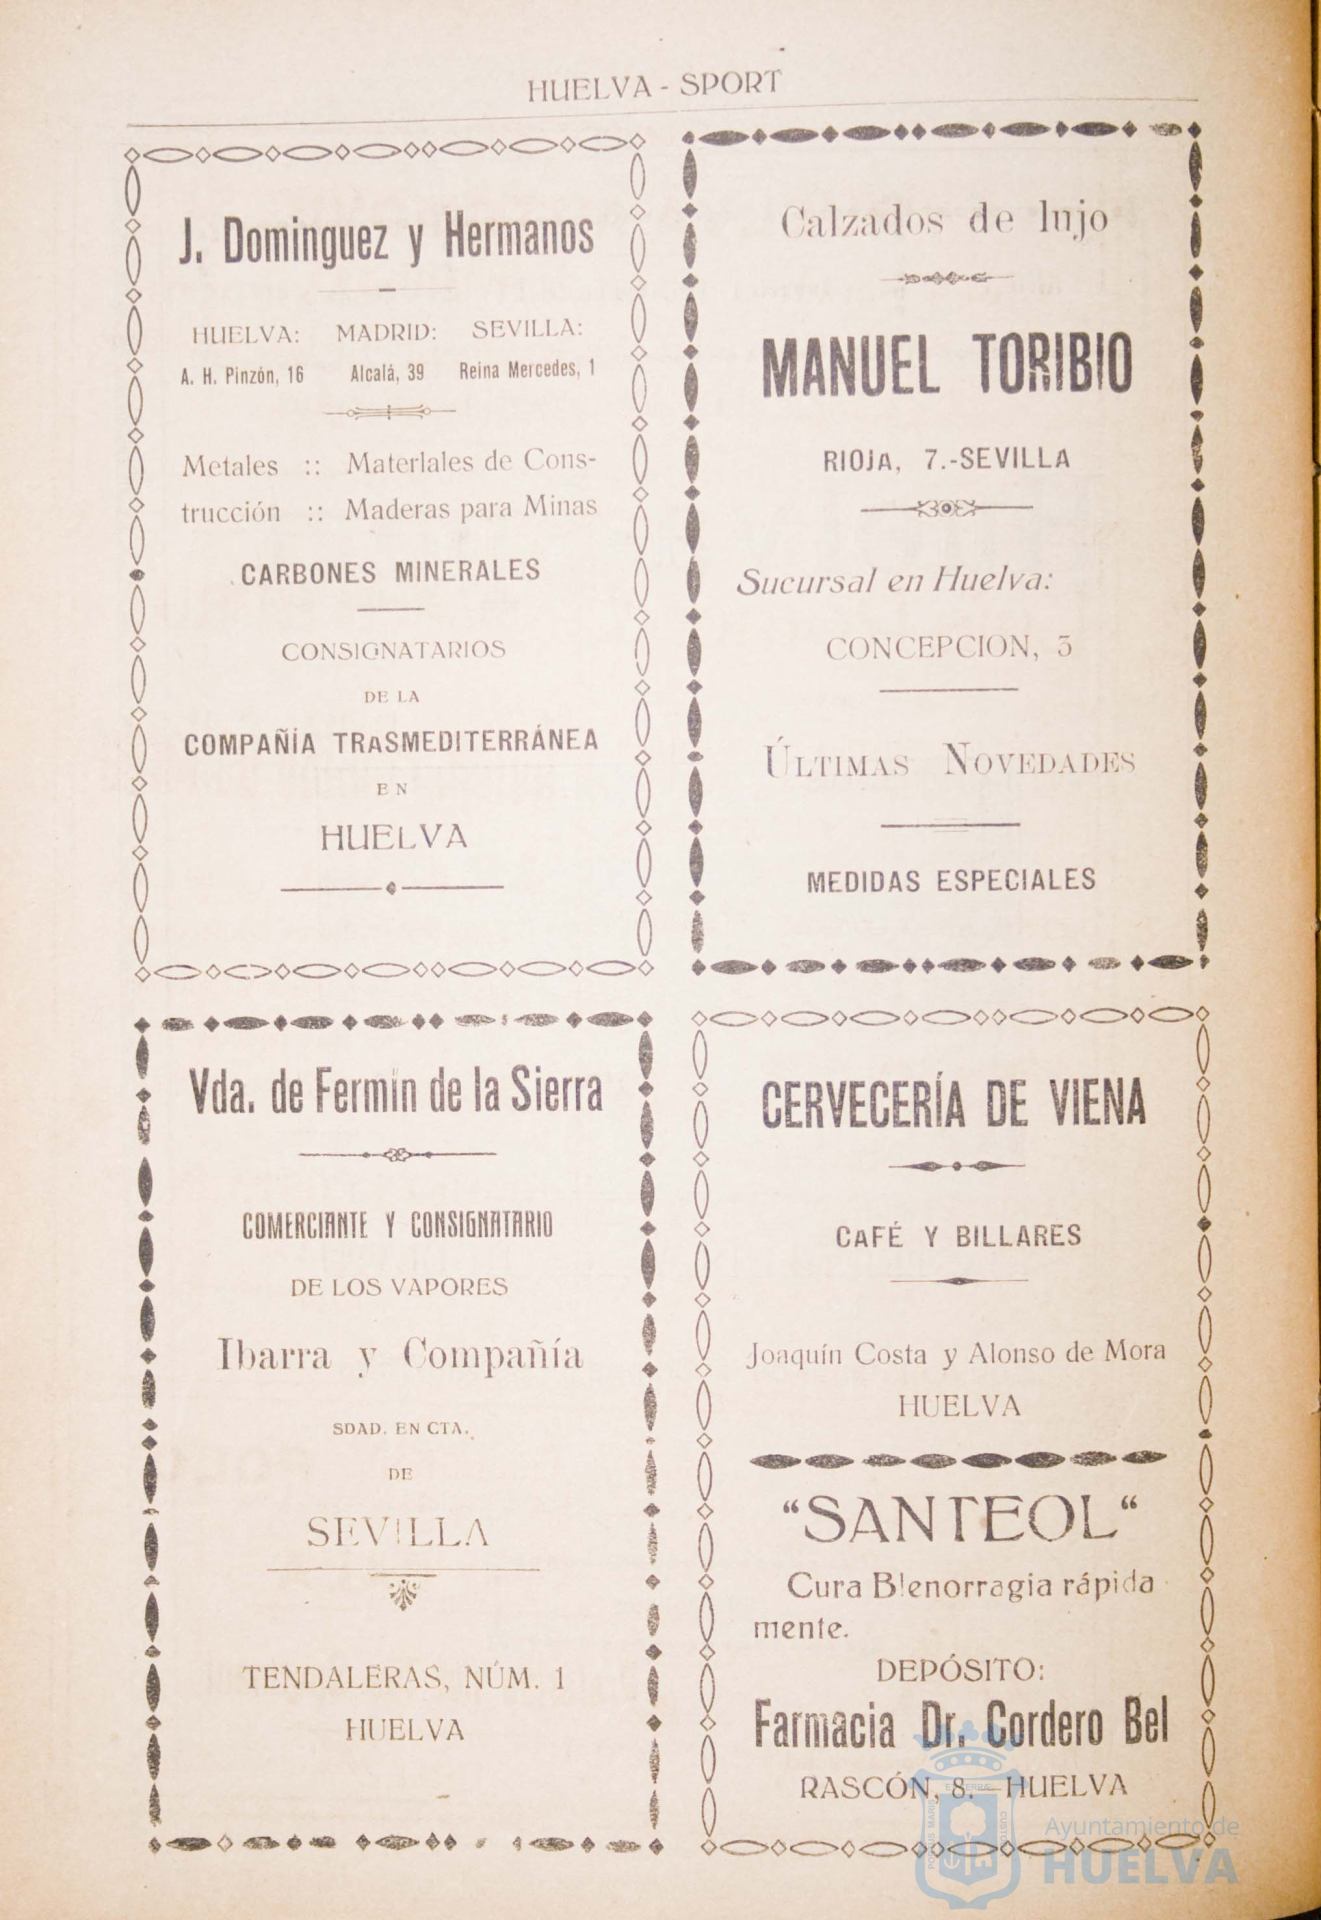 HUELVA - SPORT
J. Dominguez y Hermanos
HUELVA: MADRID: SEVILLA:
A. H. Pinzón, 16 Alcalá, 39 Reina Mercedes, 1
Metales :: Materlales de Cons-
trucción :: Maderas para Minas
CARBONES MINERALES
CONSIGNATARIOS
DE LA
COMPAÑÍA TRASMEDITERRÁNEA
EN
HUELVA
Calzados de lujo
MANUEL TORIBIO
RIOJA, 7.-SEVILLA
Sucursal en Huelva:
CONCEPCION, 3
ÚLTIMAS NOVEDADES
MEDIDAS ESPECIALES
Vda. de Fermín de la Sierra
COMERCIANTE Y CONSIGNATARIO
DE LOS VAPORES
Ibarra y Compañía
SDAD. EN CTA.
DE
SEVILLA
TENDALERAS, NÚM. 1
HUELVA
CERVECERÍA DE VIENA
CAFÉ Y BILLARES
Joaquín Costa y Alonso de Mora
HUELVA
"SANTEOL"
Cura Blenorragia rápida
mente.
DEPÓSITO:
Farmacia Dr. Cordero Bel
RASCÓN, 8.—HUELVA
Ayuntamiento de
HUELVA